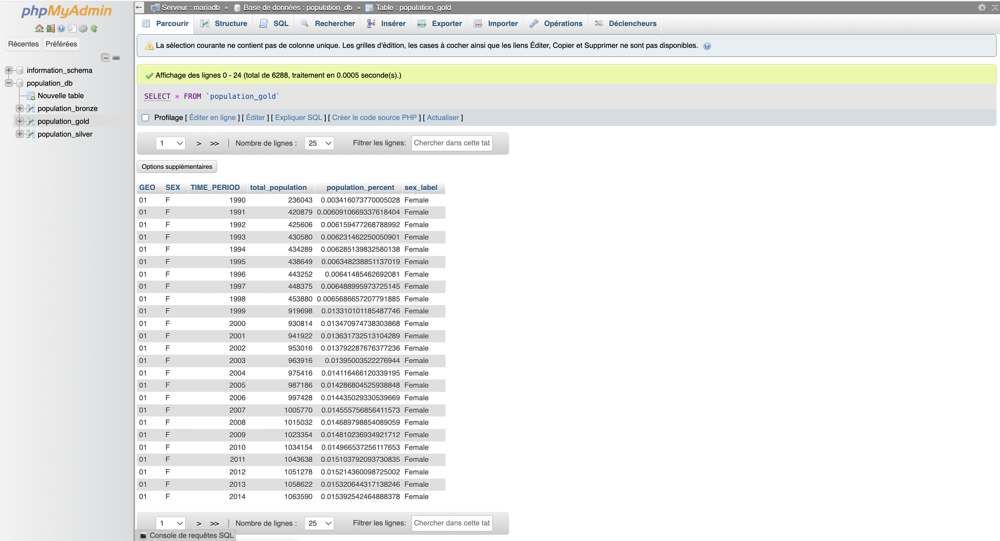 phpMyAdmin
Récentes Préférées
information_schema
population_db
Nouvelle table
population_bronze
population_gold
population_silver
Serveur : mariadb » Base de données : population_db » Table : population_gold
Parcourir Structure SQL Rechercher Insérer Exporter Importer Opérations Déclencheurs
La sélection courante ne contient pas de colonne unique. Les grilles d'édition, les cases à cocher ainsi que les liens Éditer, Copier et Supprimer ne sont pas disponibles.
Affichage des lignes 0 - 24 (total de 6288, traitement en 0.0005 seconde(s).)
SELECT * FROM `population_gold`
Profilage [ Éditer en ligne ] [ Éditer ] [ Expliquer SQL ] [ Créer le code source PHP ] [ Actualiser ]
1 > >> | Nombre de lignes : 25 Filtrer les lignes: Chercher dans cette tab
Options supplémentaires
GEO SEX TIME_PERIOD total_population population_percent sex_label
01 F 1990 236043 0.003416073770005028 Female
01 F 1991 420879 0.0060910669337618404 Female
01 F 1992 425606 0.006159477268788992 Female
01 F 1993 430580 0.006231462250050901 Female
01 F 1994 434289 0.006285139832580138 Female
01 F 1995 438649 0.006348238851137019 Female
01 F 1996 443252 0.00641485462692081 Female
01 F 1997 448375 0.006488995973725145 Female
01 F 1998 453880 0.0065686657207791885 Female
01 F 1999 919698 0.013310101185487746 Female
01 F 2000 930814 0.013470974738303868 Female
01 F 2001 941922 0.013631732513104289 Female
01 F 2002 953016 0.013792287676377236 Female
01 F 2003 963916 0.01395003522276944 Female
01 F 2004 975416 0.014116466120339195 Female
01 F 2005 987186 0.014286804525938848 Female
01 F 2006 997428 0.014435029330539669 Female
01 F 2007 1005770 0.014555756856411573 Female
01 F 2008 1015032 0.014689798854089059 Female
01 F 2009 1023354 0.014810236934921712 Female
01 F 2010 1034154 0.014966537256117653 Female
01 F 2011 1043638 0.015103792093730835 Female
01 F 2012 1051278 0.015214360098725002 Female
01 F 2013 1058622 0.015320644317138246 Female
01 F 2014 1063590 0.015392542464888378 Female
1 > >> | Nombre de lignes : 25 Filtrer les lignes: Chercher dans cette tab
Console de requêtes SQL